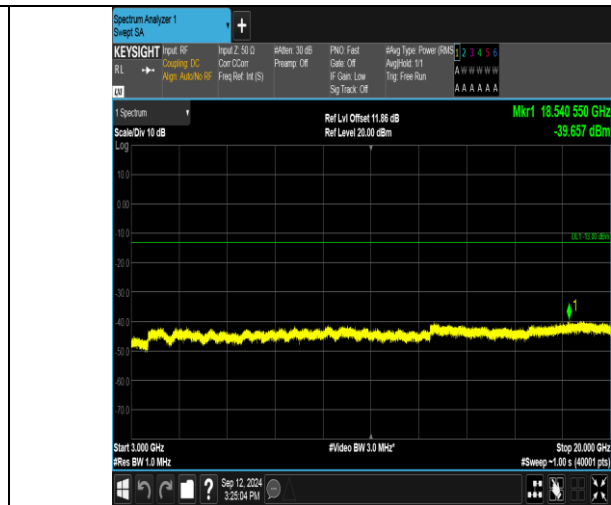 Spectrum Analyzer 1
Swept SA
+
KEYSIGHT Input: RF Input Z: 50 Ω #Atten: 30 dB PNO: Fast #Avg Type: Power (RMS 1 2 3 4 5 6
RL Coupling: DC Corr CCorr Preamp: Off Gate: Off Avg|Hold: 1/1 A W W W W W
Align: Auto/No RF Freq Ref: Int (S) IF Gain: Low Trig: Free Run
Sig Track: Off A A A A A A
LXI
1 Spectrum Ref Lvl Offset 11.86 dB Mkr1 18.540 550 GHz
Scale/Div 10 dB Ref Level 20.00 dBm -39.657 dBm
Log
10.0
0.00
-10.0
DL1 -13.00 dBm
-20.0
-30.0
1
-40.0
-50.0
-60.0
-70.0
Start 3.000 GHz #Video BW 3.0 MHz* Stop 20.000 GHz
#Res BW 1.0 MHz #Sweep ~1.00 s (40001 pts)
? Sep 12, 2024
3:25:04 PM